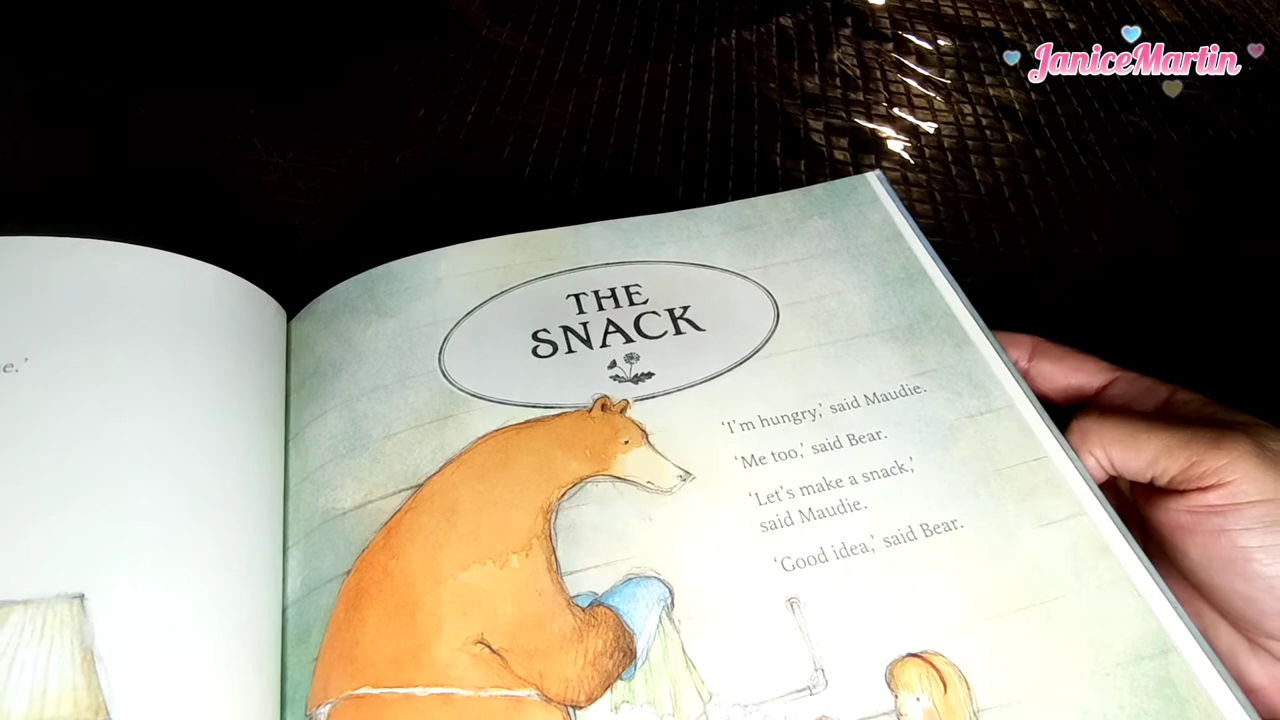 JaniceMartin
e.'
THE
SNACK
'I'm hungry,' said Maudie.
'Me too,' said Bear.
'Let's make a snack,'
said Maudie.
'Good idea,' said Bear.